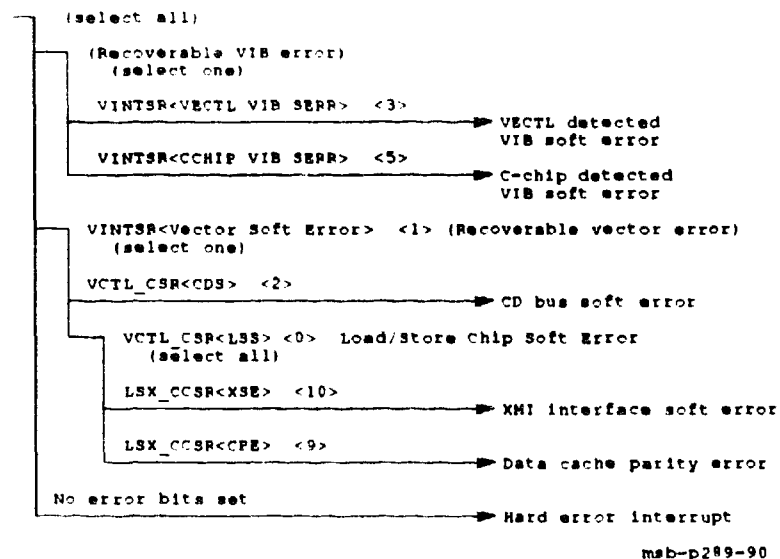 (select all)
(Recoverable VIB error)
(select one)
VINTSR<VECTL VIB SERR> <3>
VECTL detected
VIB soft error
VINTSR<CCHIP VIB SERR> <5>
C-chip detected
VIB soft error
VINTSR<Vector Soft Error> <1> (Recoverable vector error)
(select one)
VCTL_CSR<CDS> <2>
CD bus soft error
VCTL_CSR<LSS> <0> Load/Store Chip Soft Error
(select all)
LSX_CCSR<XSE> <10>
XMI interface soft error
LSX_CCSR<CPE> <9>
Data cache parity error
No error bits set
Hard error interrupt
msb-p289-90